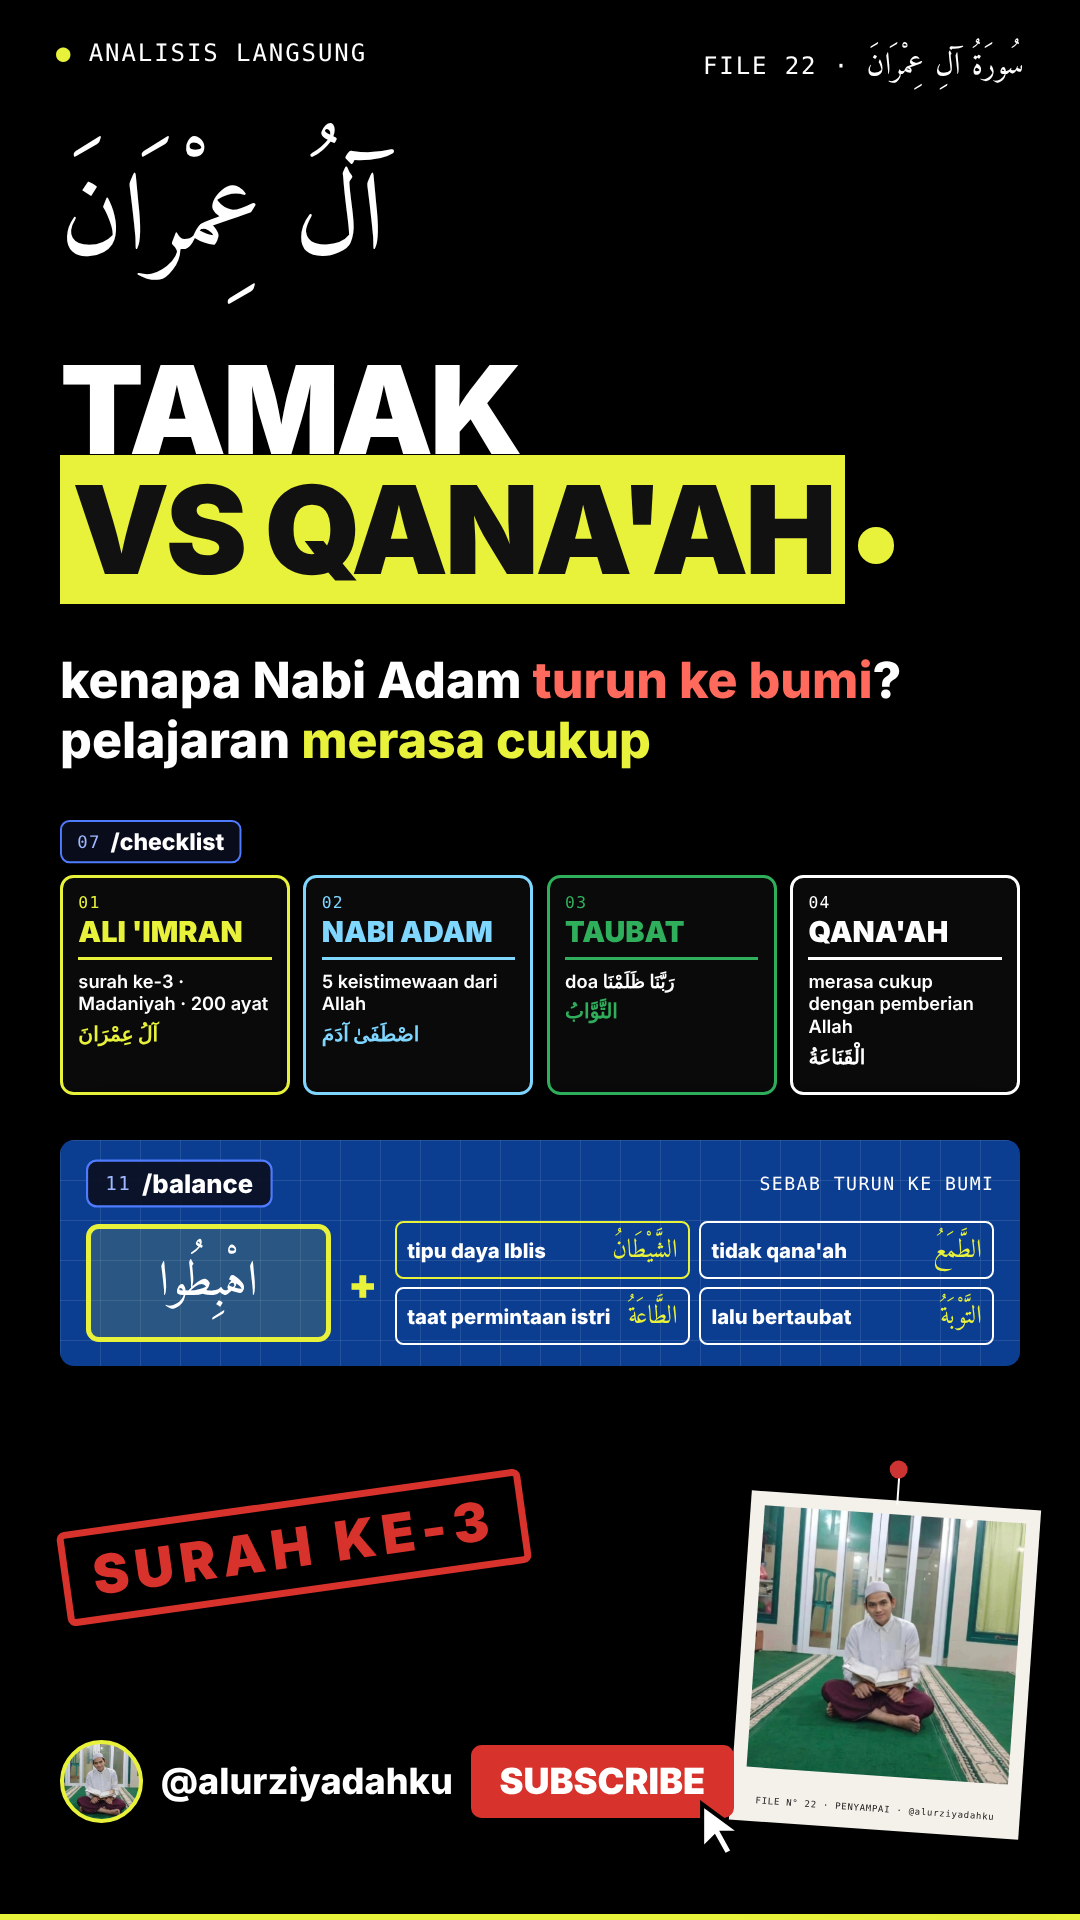 ANALISIS LANGSUNG
FILE 22 · سُورَةُ آلِ عِمْرَانَ
آلُ عِمْرَانَ
TAMAK
VS QANA'AH.
kenapa Nabi Adam turun ke bumi?
pelajaran merasa cukup
07 /checklist
01
ALI 'IMRAN
surah ke-3 ·
Madaniyah · 200 ayat
آلُ عِمْرَانَ
02
NABI ADAM
5 keistimewaan dari
Allah
اصْطَفَىٰ آدَمَ
03
TAUBAT
doa رَبَّنَا ظَلَمْنَا
التَّوَّابُ
04
QANA'AH
merasa cukup
dengan pemberian
Allah
الْقَنَاعَةُ
11 /balance
SEBAB TURUN KE BUMI
اهْبِطُوا
+
tipu daya Iblis الشَّيْطَانُ
tidak qana'ah الطَّمَعُ
taat permintaan istri الطَّاعَةُ
lalu bertaubat التَّوْبَةُ
SURAH KE-3
@alurziyadahku
SUBSCRIBE
FILE N° 22 · PENYAMPAI · @alurziyadahku